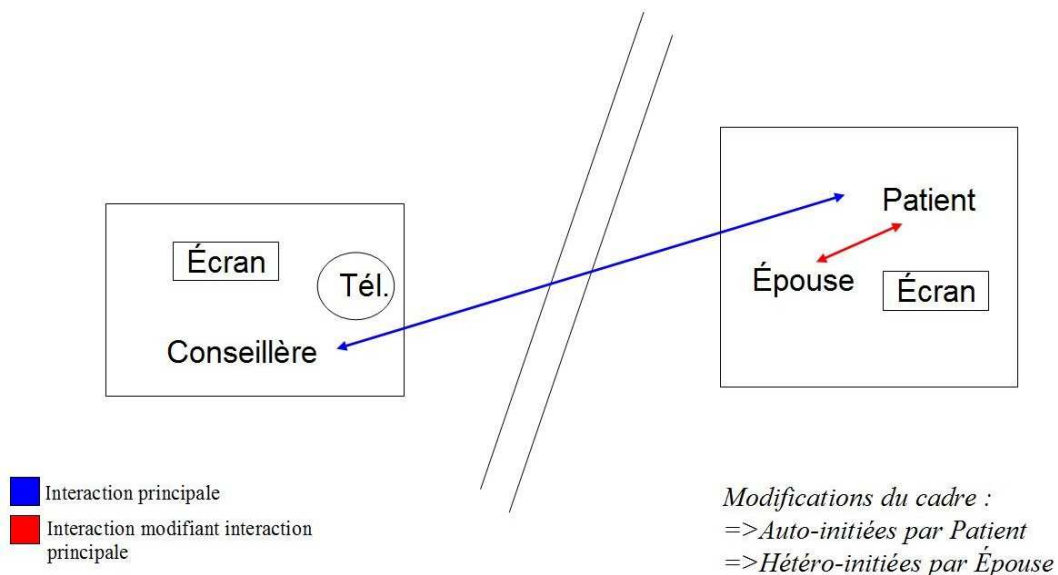 Écran
Tél.
Conseillère
Patient
Épouse
Écran
Interaction principale
Interaction modifiant interaction
principale
Modifications du cadre :
=>Auto-initiées par Patient
=>Hétéro-initiées par Épouse